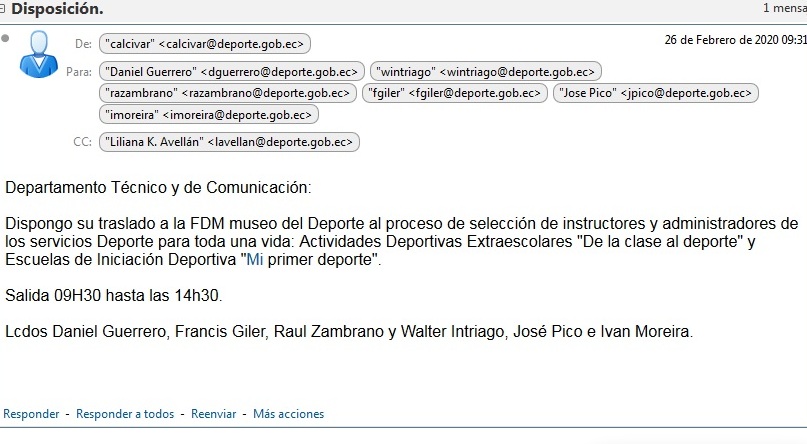 Disposición.
1 mensa
De: "calcivar" <calcivar@deporte.gob.ec>
26 de Febrero de 2020 09:31
Para: "Daniel Guerrero" <dguerrero@deporte.gob.ec> "wintriago" <wintriago@deporte.gob.ec>
"razambrano" <razambrano@deporte.gob.ec> "fgiler" <fgiler@deporte.gob.ec> "Jose Pico" <jpico@deporte.gob.ec>
"imoreira" <imoreira@deporte.gob.ec>
CC: "Liliana K. Avellán" <lavellan@deporte.gob.ec>
Departamento Técnico y de Comunicación:
Dispongo su traslado a la FDM museo del Deporte al proceso de selección de instructores y administradores de
los servicios Deporte para toda una vida: Actividades Deportivas Extraescolares "De la clase al deporte" y
Escuelas de Iniciación Deportiva "Mi primer deporte".
Salida 09H30 hasta las 14h30.
Lcdos Daniel Guerrero, Francis Giler, Raul Zambrano y Walter Intriago, José Pico e Ivan Moreira.
Responder - Responder a todos - Reenviar - Más acciones